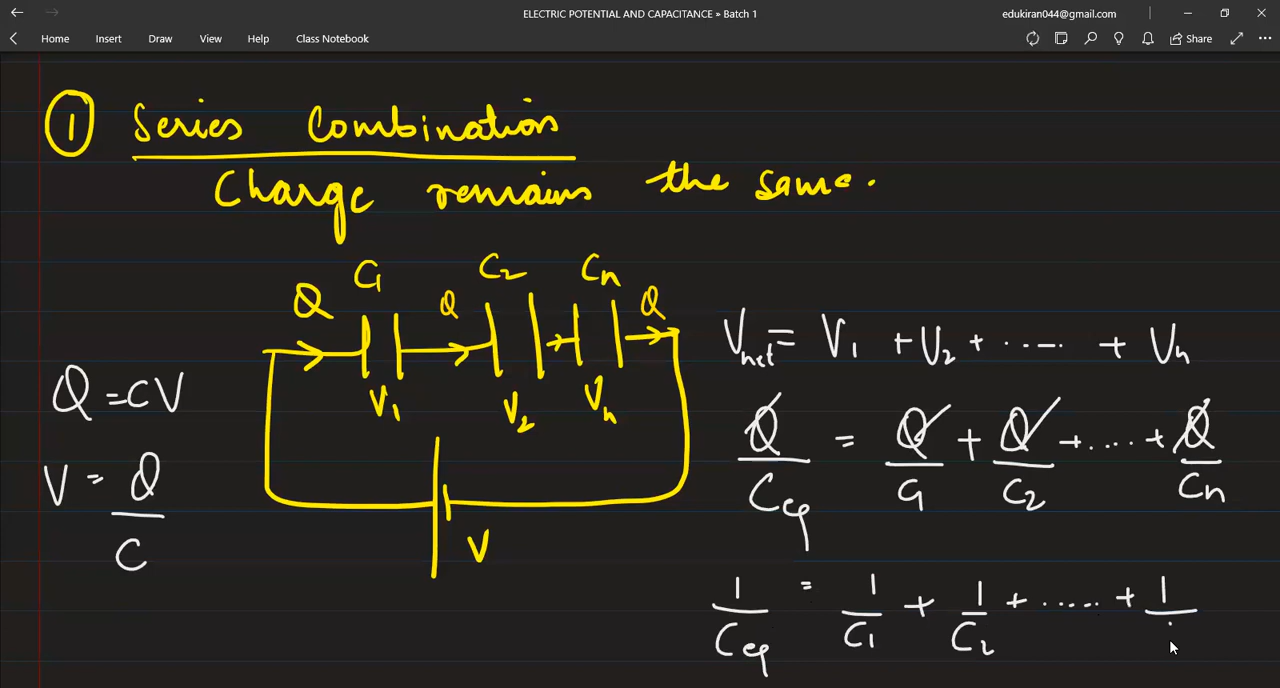 ELECTRIC POTENTIAL AND CAPACITANCE » Batch 1
edukiran044@gmail.com
Home Insert Draw View Help Class Notebook
Share
① Series Combination
Charge remains the same.
Q C₁ Q C₂ Cn Q
V₁ V₂ Vn
V
Q = CV
V = Q/C
Vnet = V₁ + V₂ + ..... + Vn
Q/Ceq = Q/C₁ + Q/C₂ + ..... + Q/Cn
1/Ceq = 1/C₁ + 1/C₂ + ..... + 1/